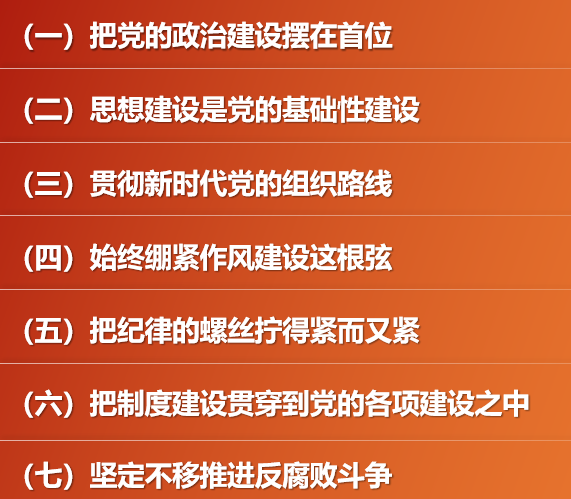 （一）把党的政治建设摆在首位
（二）思想建设是党的基础性建设
（三）贯彻新时代党的组织路线
（四）始终绷紧作风建设这根弦
（五）把纪律的螺丝拧得紧而又紧
（六）把制度建设贯穿到党的各项建设之中
（七）坚定不移推进反腐败斗争